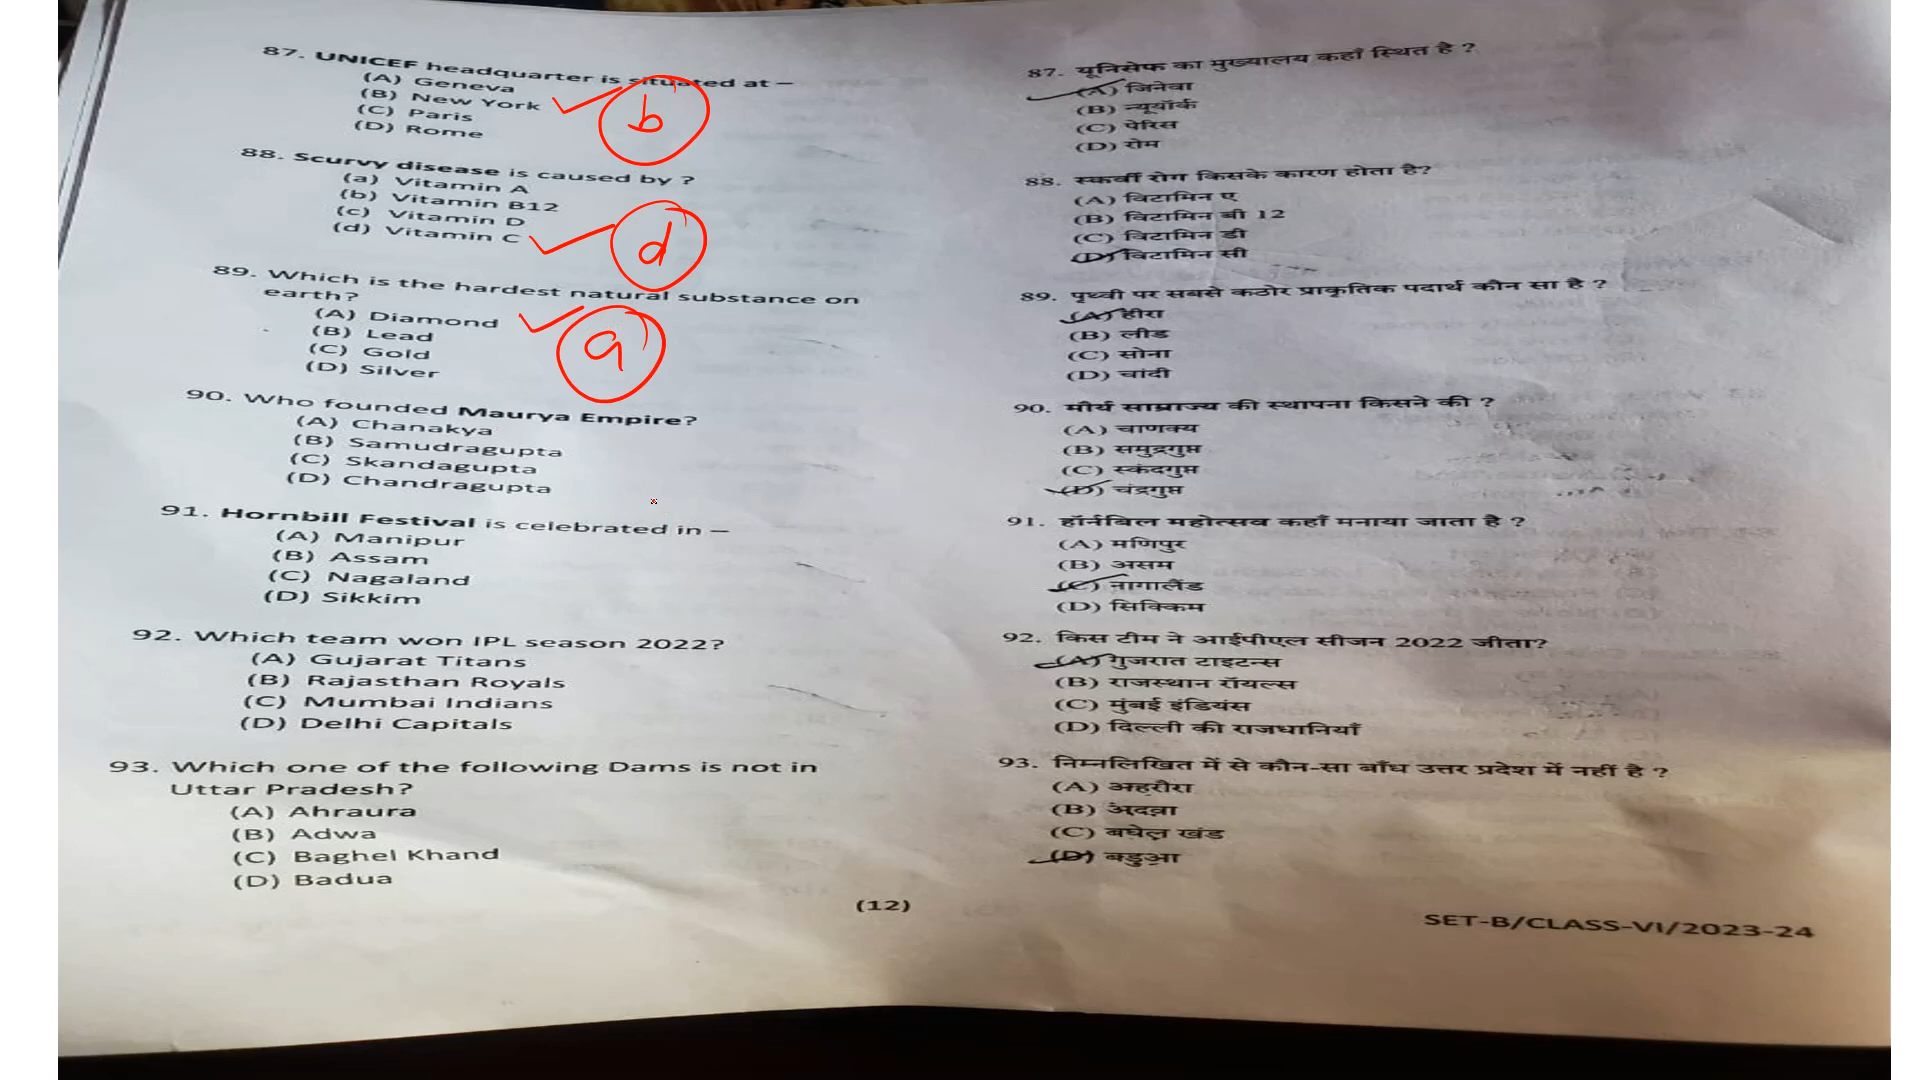 87. UNICEF headquarter is situated at –
(A) Geneva
(B) New York
(C) Paris
(D) Rome
b
88. Scurvy disease is caused by ?
(a) Vitamin A
(b) Vitamin B12
(c) Vitamin D
(d) Vitamin C
d
89. Which is the hardest natural substance on
earth?
(A) Diamond
(B) Lead
(C) Gold
(D) Silver
a
90. Who founded Maurya Empire?
(A) Chanakya
(B) Samudragupta
(C) Skandagupta
(D) Chandragupta
91. Hornbill Festival is celebrated in –
(A) Manipur
(B) Assam
(C) Nagaland
(D) Sikkim
92. Which team won IPL season 2022?
(A) Gujarat Titans
(B) Rajasthan Royals
(C) Mumbai Indians
(D) Delhi Capitals
93. Which one of the following Dams is not in
Uttar Pradesh?
(A) Ahraura
(B) Adwa
(C) Baghel Khand
(D) Badua
87. यूनिसेफ का मुख्यालय कहाँ स्थित है ?
(A) जिनेवा
(B) न्यूयॉर्क
(C) पेरिस
(D) रोम
88. स्कर्वी रोग किसके कारण होता है?
(A) विटामिन ए
(B) विटामिन बी 12
(C) विटामिन डी
(D) विटामिन सी
89. पृथ्वी पर सबसे कठोर प्राकृतिक पदार्थ कौन सा है ?
(A) हीरा
(B) लीड
(C) सोना
(D) चांदी
90. मौर्य साम्राज्य की स्थापना किसने की ?
(A) चाणक्य
(B) समुद्रगुप्त
(C) स्कंदगुप्त
(D) चंद्रगुप्त
91. हॉर्नबिल महोत्सव कहाँ मनाया जाता है ?
(A) मणिपुर
(B) असम
(C) नागालैंड
(D) सिक्किम
92. किस टीम ने आईपीएल सीजन 2022 जीता?
(A) गुजरात टाइटन्स
(B) राजस्थान रॉयल्स
(C) मुंबई इंडियंस
(D) दिल्ली की राजधानियाँ
93. निम्नलिखित में से कौन-सा बाँध उत्तर प्रदेश में नहीं है ?
(A) अहरौरा
(B)
(C) बघेल खंड
(D) बडुआ
(12)
SET-B/CLASS-VI/2023-24